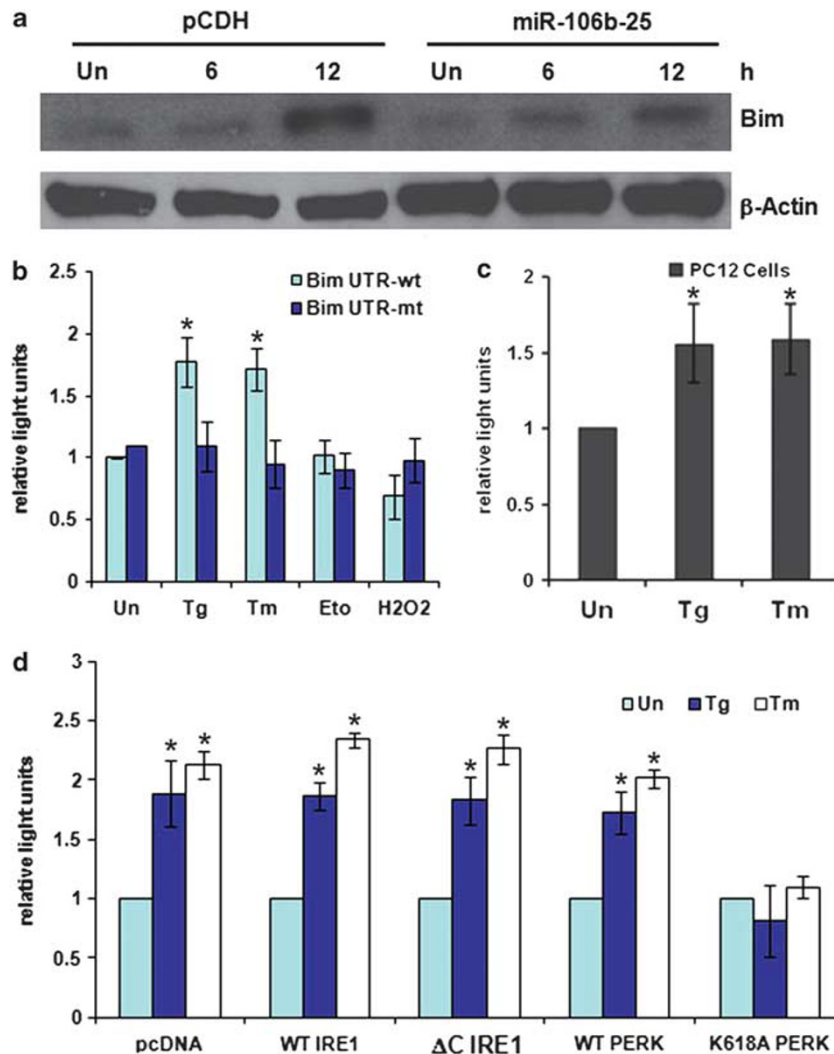 a
pCDH miR-106b-25
Un 6 12 Un 6 12 h
Bim
β-Actin
b
2.5
2
1.5
1
0.5
0
relative light units
Bim UTR-wt
Bim UTR-mt
* *
Un Tg Tm Eto H2O2
c
2
1.5
1
0.5
0
relative light units
PC12 Cells
* *
Un Tg Tm
d
3
2.5
2
1.5
1
0.5
0
relative light units
Un Tg Tm
* * * * * * * *
pcDNA WT IRE1 ΔC IRE1 WT PERK K618A PERK